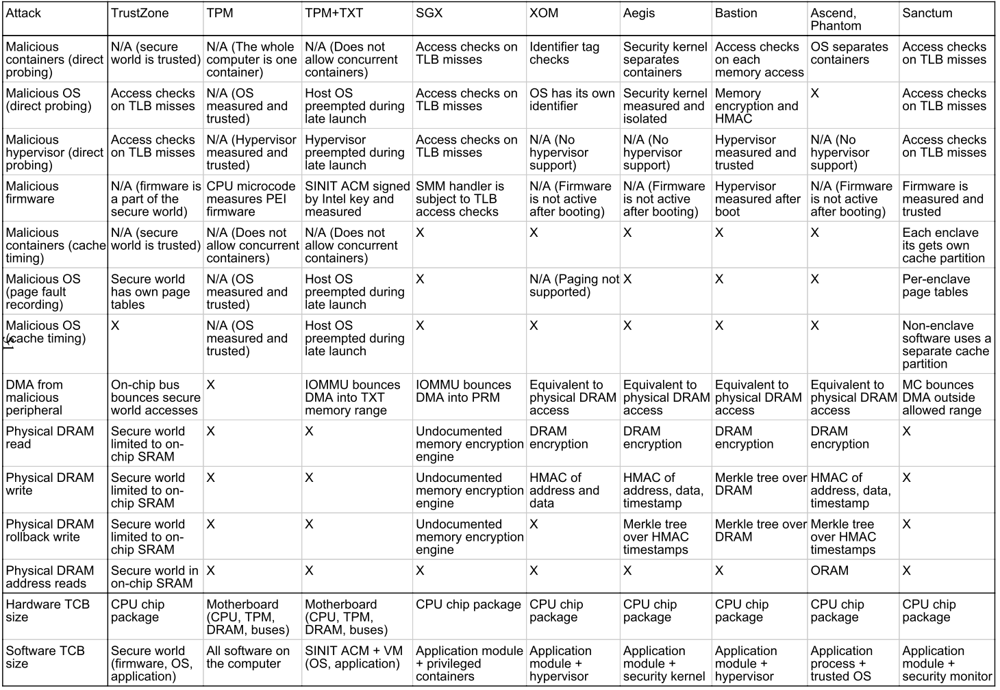 Attack
TrustZone
TPM
TPM+TXT
SGX
XOM
Aegis
Bastion
Ascend,
Phantom
Sanctum
Malicious
containers (direct
probing)
N/A (secure
world is trusted)
N/A (The whole
computer is one
container)
N/A (Does not
allow concurrent
containers)
Access checks on
TLB misses
Identifier tag
checks
Security kernel
separates
containers
Access checks
on each
memory access
OS separates
containers
Access checks
on TLB misses
Malicious OS
(direct probing)
Access checks
on TLB misses
N/A (OS
measured and
trusted)
Host OS
preempted during
late launch
Access checks on
TLB misses
OS has its own
identifier
Security kernel
measured and
isolated
Memory
encryption and
HMAC
X
Access checks
on TLB misses
Malicious
hypervisor (direct
probing)
Access checks
on TLB misses
N/A (Hypervisor
measured and
trusted)
Hypervisor
preempted during
late launch
Access checks on
TLB misses
N/A (No
hypervisor
support)
N/A (No
hypervisor
support)
Hypervisor
measured and
trusted
N/A (No
hypervisor
support)
Access checks
on TLB misses
Malicious
firmware
N/A (firmware is
a part of the
secure world)
CPU microcode
measures PEI
firmware
SINIT ACM signed
by Intel key and
measured
SMM handler is
subject to TLB
access checks
N/A (Firmware
is not active
after booting)
N/A (Firmware
is not active
after booting)
Hypervisor
measured after
boot
N/A (Firmware
is not active
after booting)
Firmware is
measured and
trusted
Malicious
containers (cache
timing)
N/A (secure
world is trusted)
N/A (Does not
allow concurrent
containers)
N/A (Does not
allow concurrent
containers)
X
X
X
X
X
Each enclave
its gets own
cache partition
Malicious OS
(page fault
recording)
Secure world
has own page
tables
N/A (OS
measured and
trusted)
Host OS
preempted during
late launch
X
N/A (Paging not
supported)
X
X
X
Per-enclave
page tables
Malicious OS
(cache timing)
91
X
N/A (OS
measured and
trusted)
Host OS
preempted during
late launch
X
X
X
X
X
Non-enclave
software uses a
separate cache
partition
DMA from
malicious
peripheral
On-chip bus
bounces secure
world accesses
X
IOMMU bounces
DMA into TXT
memory range
IOMMU bounces
DMA into PRM
Equivalent to
physical DRAM
access
Equivalent to
physical DRAM
access
Equivalent to
physical DRAM
access
Equivalent to
physical DRAM
access
MC bounces
DMA outside
allowed range
Physical DRAM
read
Secure world
limited to on-
chip SRAM
X
X
Undocumented
memory encryption
engine
DRAM
encryption
DRAM
encryption
DRAM
encryption
DRAM
encryption
X
Physical DRAM
write
Secure world
limited to on-
chip SRAM
X
X
Undocumented
memory encryption
engine
HMAC of
address and
data
HMAC of
address, data,
timestamp
Merkle tree over
DRAM
HMAC of
address, data,
timestamp
X
Physical DRAM
rollback write
Secure world
limited to on-
chip SRAM
X
X
Undocumented
memory encryption
engine
X
Merkle tree
over HMAC
timestamps
Merkle tree over
DRAM
Merkle tree
over HMAC
timestamps
X
Physical DRAM
address reads
Secure world in
on-chip SRAM
X
X
X
X
X
X
ORAM
X
Hardware TCB
size
CPU chip
package
Motherboard
(CPU, TPM,
DRAM, buses)
Motherboard
(CPU, TPM,
DRAM, buses)
CPU chip package
CPU chip
package
CPU chip
package
CPU chip
package
CPU chip
package
CPU chip
package
Software TCB
size
Secure world
(firmware, OS,
application)
All software on
the computer
SINIT ACM + VM
(OS, application)
Application module
+ privileged
containers
Application
module +
hypervisor
Application
module +
security kernel
Application
module +
hypervisor
Application
process +
trusted OS
Application
module +
security monitor